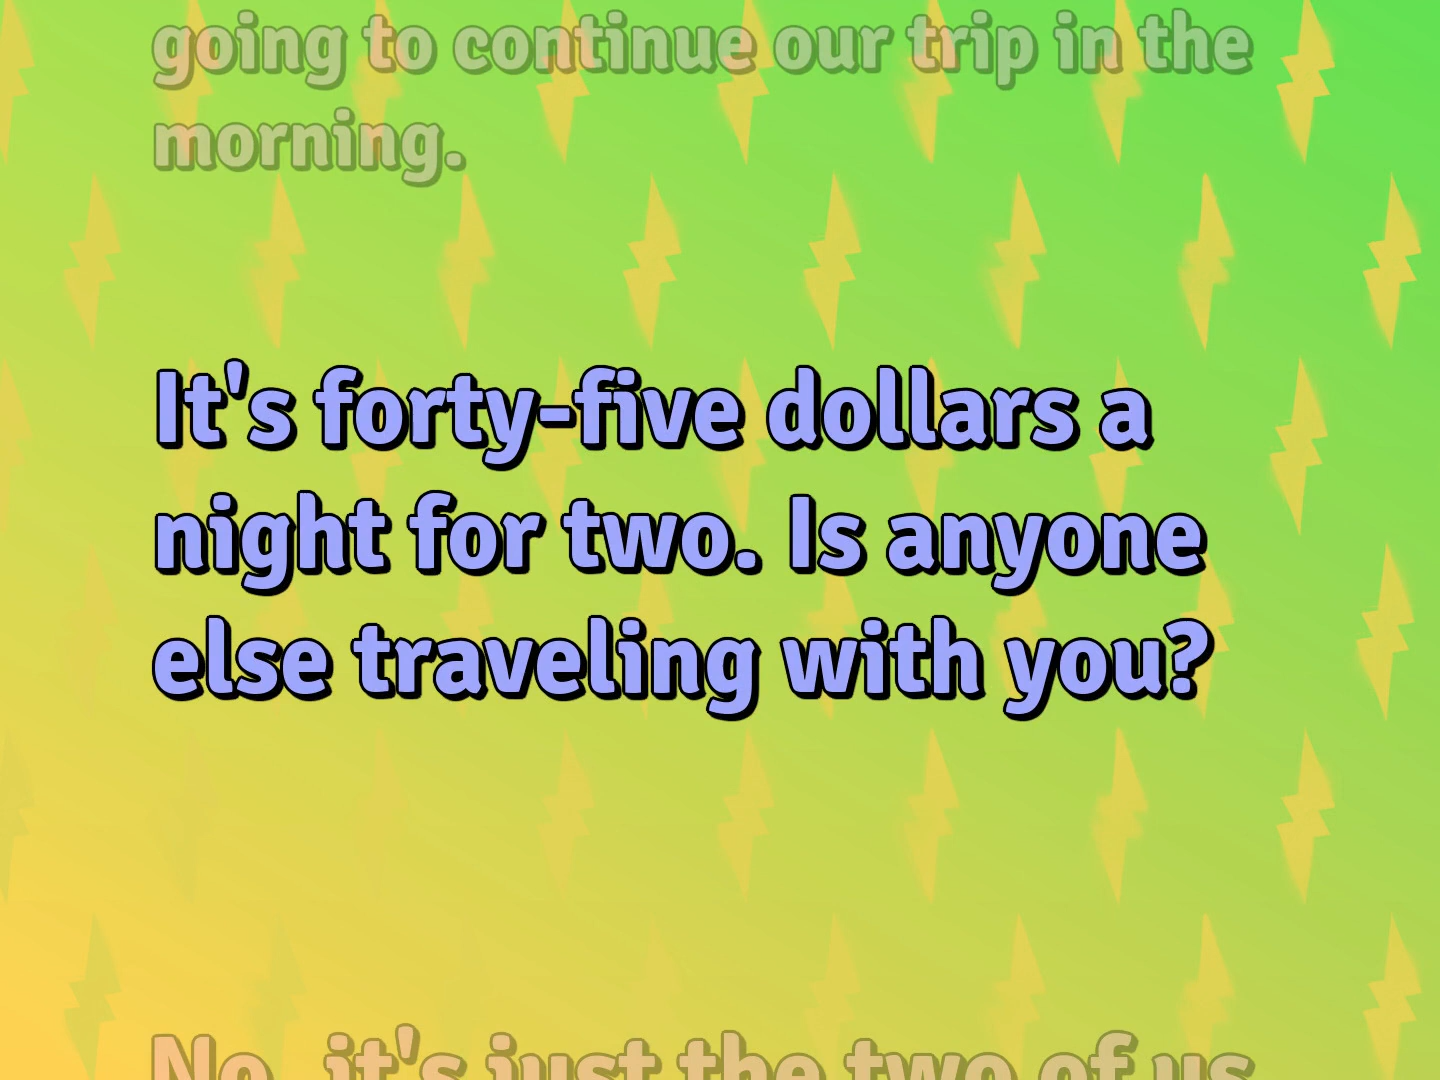 going to continue our trip in the
morning.
It's forty-five dollars a
night for two. Is anyone
else traveling with you?
No, it's just the two of us